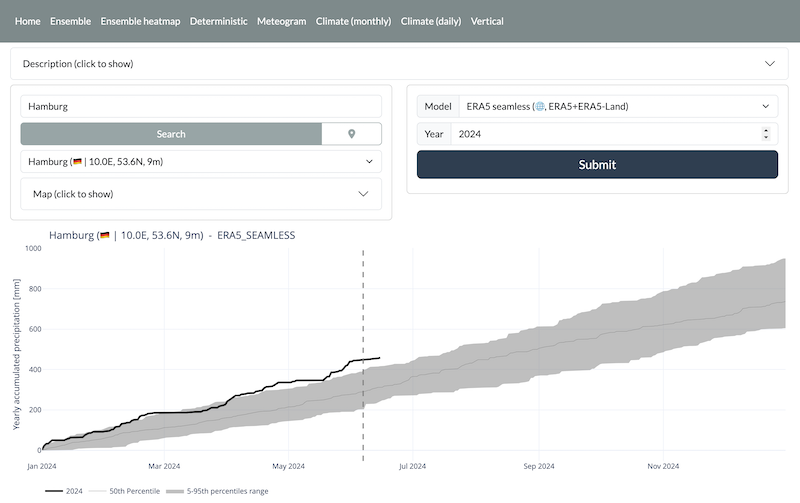 Home Ensemble Ensemble heatmap Deterministic Meteogram Climate (monthly) Climate (daily) Vertical
Description (click to show)
Hamburg
Search
Hamburg (🇩🇪 | 10.0E, 53.6N, 9m)
Map (click to show)
Model ERA5 seamless (🌐, ERA5+ERA5-Land)
Year 2024
Submit
Hamburg (🇩🇪 | 10.0E, 53.6N, 9m) - ERA5_SEAMLESS
Yearly accumulated precipitation [mm]
1000
800
600
400
200
0
Jan 2024 Mar 2024 May 2024 Jul 2024 Sep 2024 Nov 2024
2024 50th Percentile 5-95th percentiles range